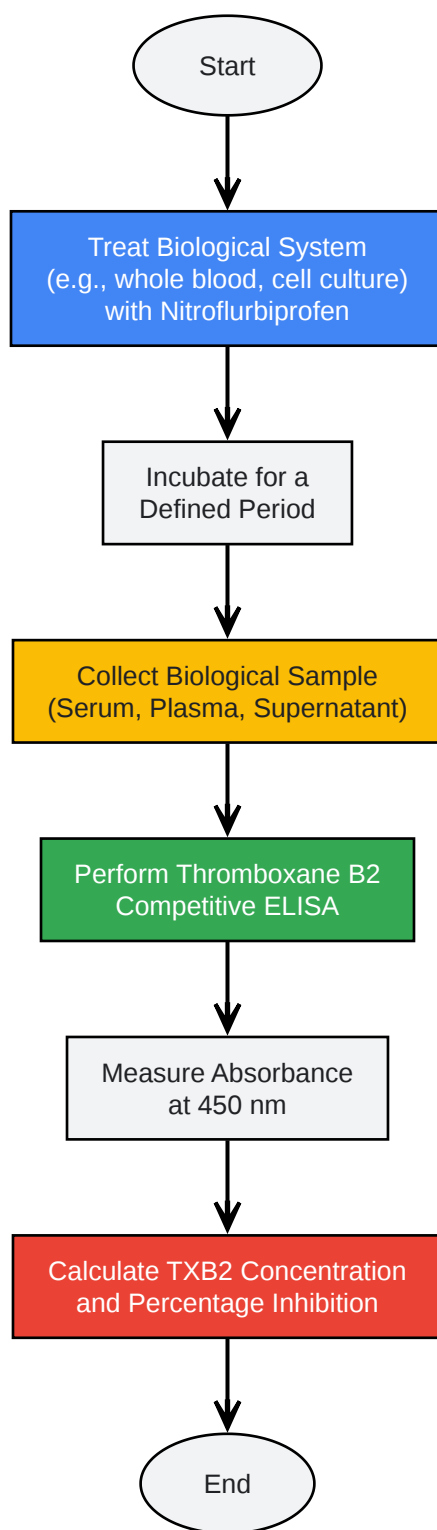 Start
Treat Biological System
(e.g., whole blood, cell culture)
with Nitroflurbiprofen
Incubate for a
Defined Period
Collect Biological Sample
(Serum, Plasma, Supernatant)
Perform Thromboxane B2
Competitive ELISA
Measure Absorbance
at 450 nm
Calculate TXB2 Concentration
and Percentage Inhibition
End